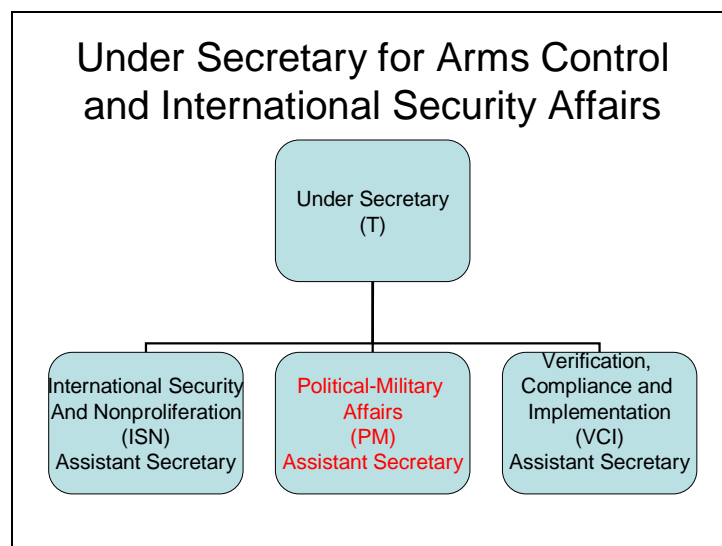 Under Secretary for Arms Control
and International Security Affairs
Under Secretary
(T)
International Security
And Nonproliferation
(ISN)
Assistant Secretary
Political-Military
Affairs
(PM)
Assistant Secretary
Verification,
Compliance and
Implementation
(VCI)
Assistant Secretary